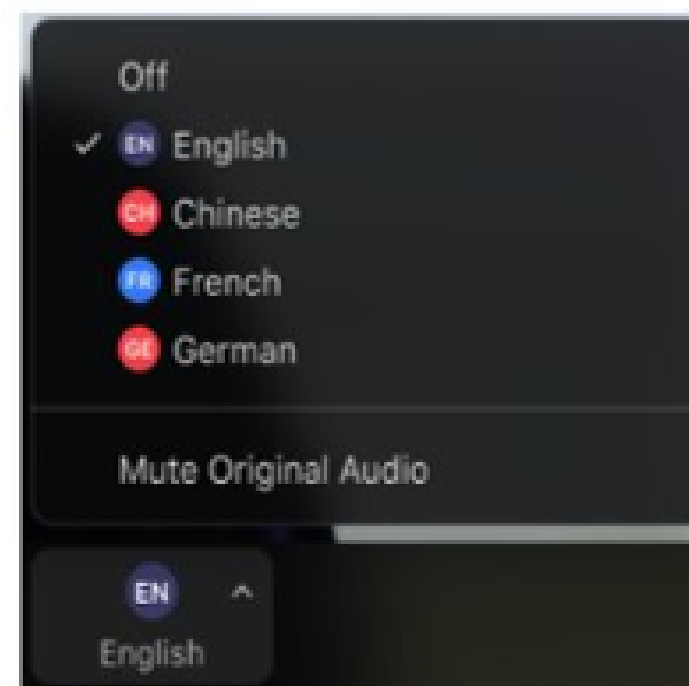 Off
EN English
CH Chinese
FR French
GE German
Mute Original Audio
EN
English